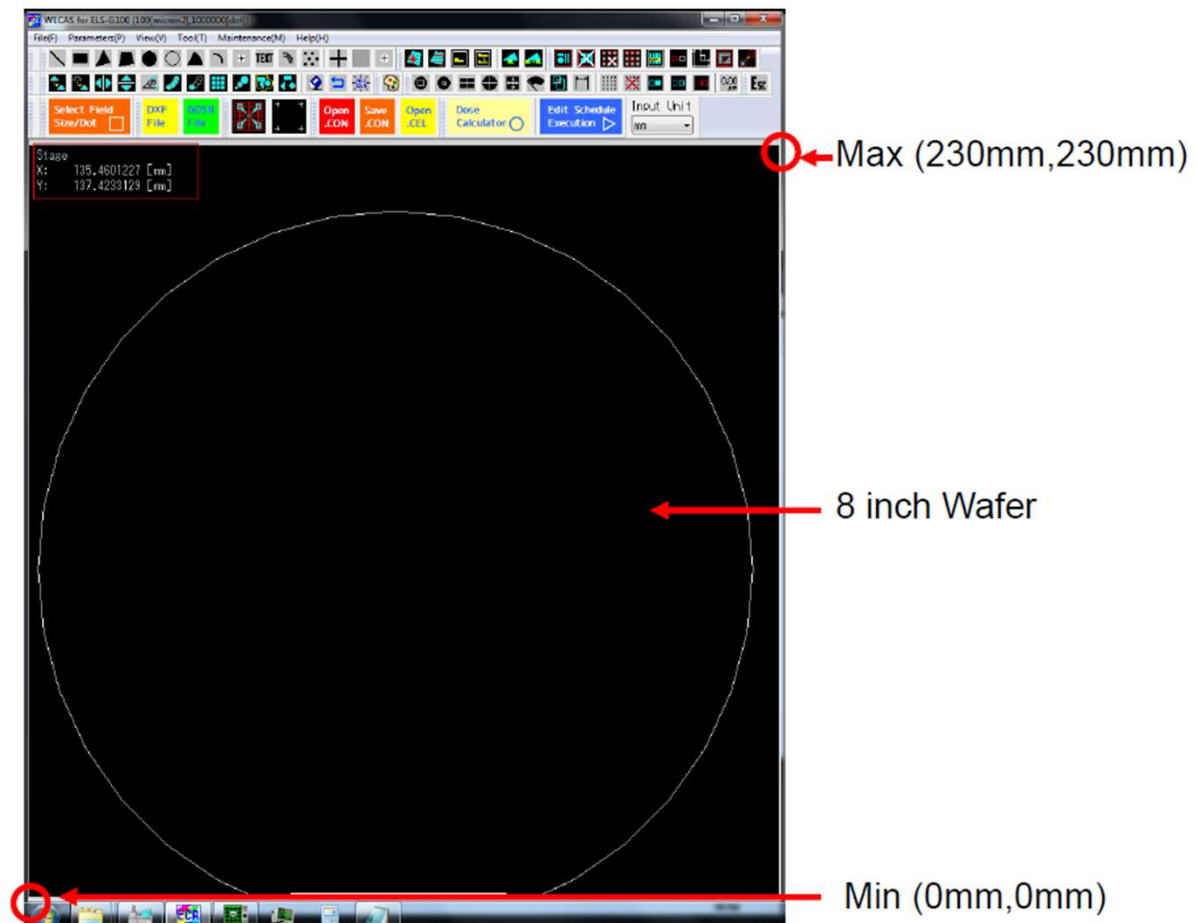 WECAS for ELS-G100 [100[micron2],1000000[dot]]
File(F) Parameters(P) View(V) Tool(T) Maintenance(M) Help(H)
TEXT
Esc
Select Field
Size/Dot
DXF
File
GDSII
File
Open
.CON
Save
.CON
Open
.CEL
Dose
Calculator
Edit Schedule
Execution
Input Unit
mm
Stage
X: 135.4601227 [mm]
Y: 137.4233129 [mm]
Max (230mm,230mm)
8 inch Wafer
Min (0mm,0mm)